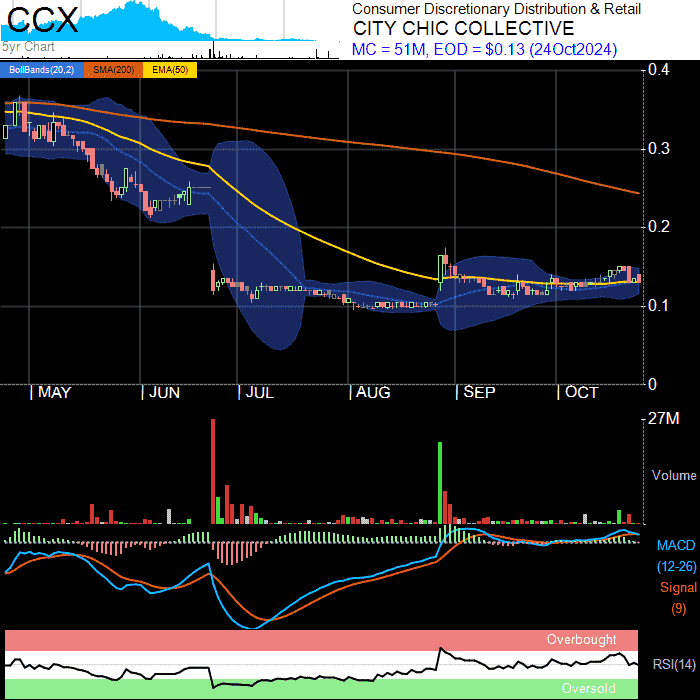 CCX
5yr Chart
Consumer Discretionary Distribution & Retail
CITY CHIC COLLECTIVE
MC = 51M, EOD = $0.13 (24Oct2024)
BollBands(20,2) SMA(200) EMA(50)
0.4
0.3
0.2
0.1
0
MAY JUN JUL AUG SEP OCT
27M
Volume
MACD
(12-26)
Signal
(9)
Overbought
RSI(14)
Oversold